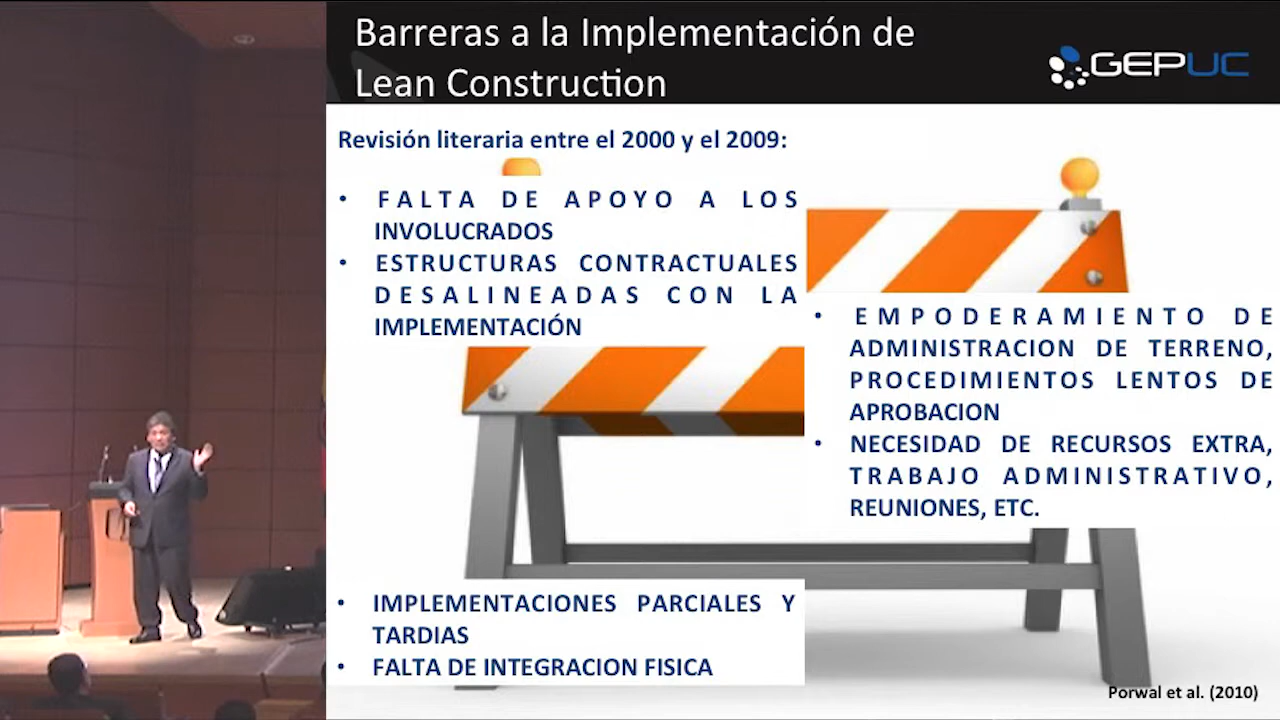 Barreras a la Implementación de
Lean Construction
GEPUC
Revisión literaria entre el 2000 y el 2009:
• FALTA DE APOYO A LOS
INVOLUCRADOS
• ESTRUCTURAS CONTRACTUALES
DESALINEADAS CON LA
IMPLEMENTACIÓN
• EMPODERAMIENTO DE
ADMINISTRACION DE TERRENO,
PROCEDIMIENTOS LENTOS DE
APROBACION
• NECESIDAD DE RECURSOS EXTRA,
TRABAJO ADMINISTRATIVO,
REUNIONES, ETC.
• IMPLEMENTACIONES PARCIALES Y
TARDIAS
• FALTA DE INTEGRACION FISICA
Porwal et al. (2010)